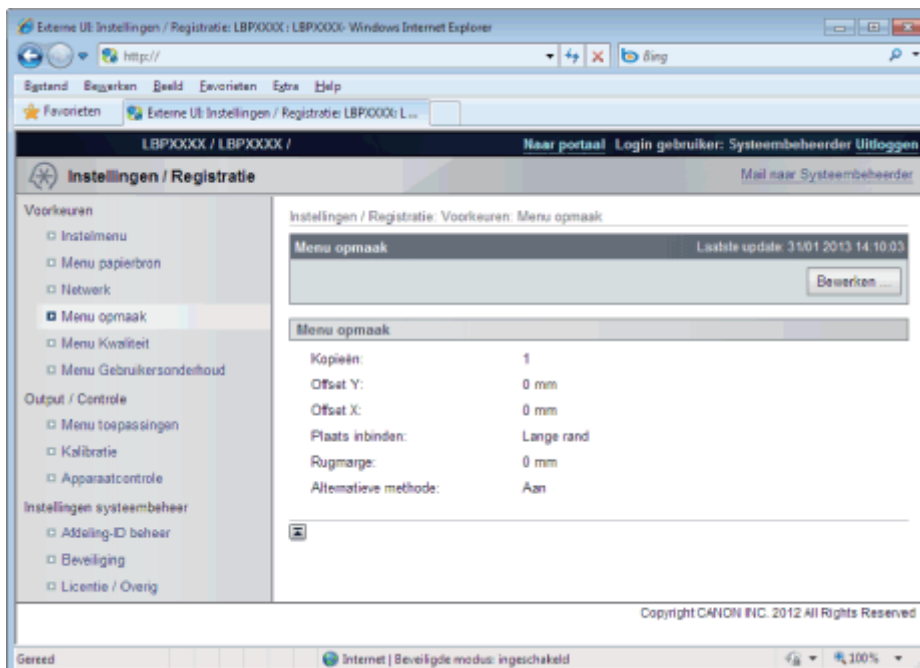 Externe UI: Instellingen / Registratie: LBPXXXX : LBPXXXX- Windows Internet Explorer
http://
Bing
Bestand Bewerken Beeld Favorieten Extra Help
Favorieten Externe UI: Instellingen / Registratie: LBPXXXX: L...
LBPXXXX / LBPXXXX / Naar portaal Login gebruiker: Systeembeheerder Uitloggen
Instellingen / Registratie Mail naar Systeembeheerder
Voorkeuren
Instelmenu
Menu papierbron
Netwerk
Menu opmaak
Menu Kwaliteit
Menu Gebruikersonderhoud
Output / Controle
Menu toepassingen
Kalibratie
Apparaatcontrole
Instellingen systeembeheer
Afdeling-ID beheer
Beveiliging
Licentie / Overig
Instellingen / Registratie: Voorkeuren: Menu opmaak
Menu opmaak Laatste update: 31/01 2013 14:10:03
Bewerken ...
Menu opmaak
Kopieën: 1
Offset Y: 0 mm
Offset X: 0 mm
Plaats inbinden: Lange rand
Rugmarge: 0 mm
Alternatieve methode: Aan
Copyright CANON INC. 2012 All Rights Reserved
Gereed Internet | Beveiligde modus: ingeschakeld 100%